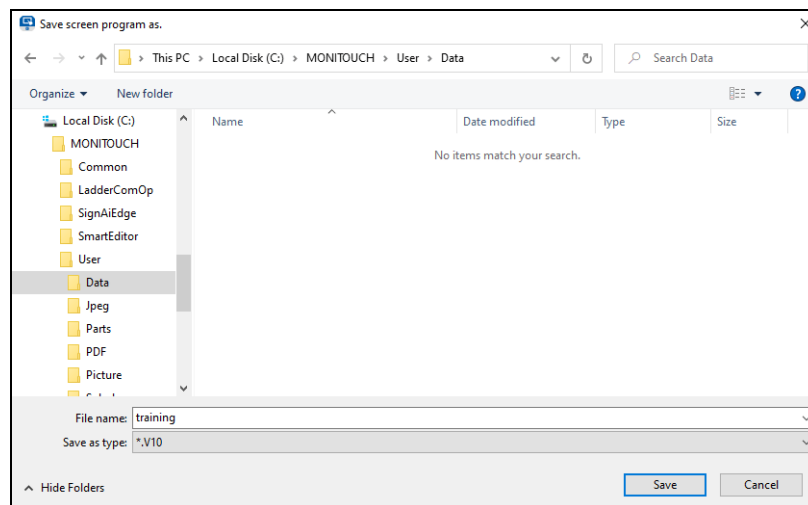 Save screen program as.
This PC > Local Disk (C:) > MONITOUCH > User > Data
Search Data
Organize
New folder
Local Disk (C:)
MONITOUCH
Common
LadderComOp
SignAiEdge
SmartEditor
User
Data
Jpeg
Parts
PDF
Picture
Name
Date modified
Type
Size
No items match your search.
File name: training
Save as type: *.V10
Hide Folders
Save
Cancel